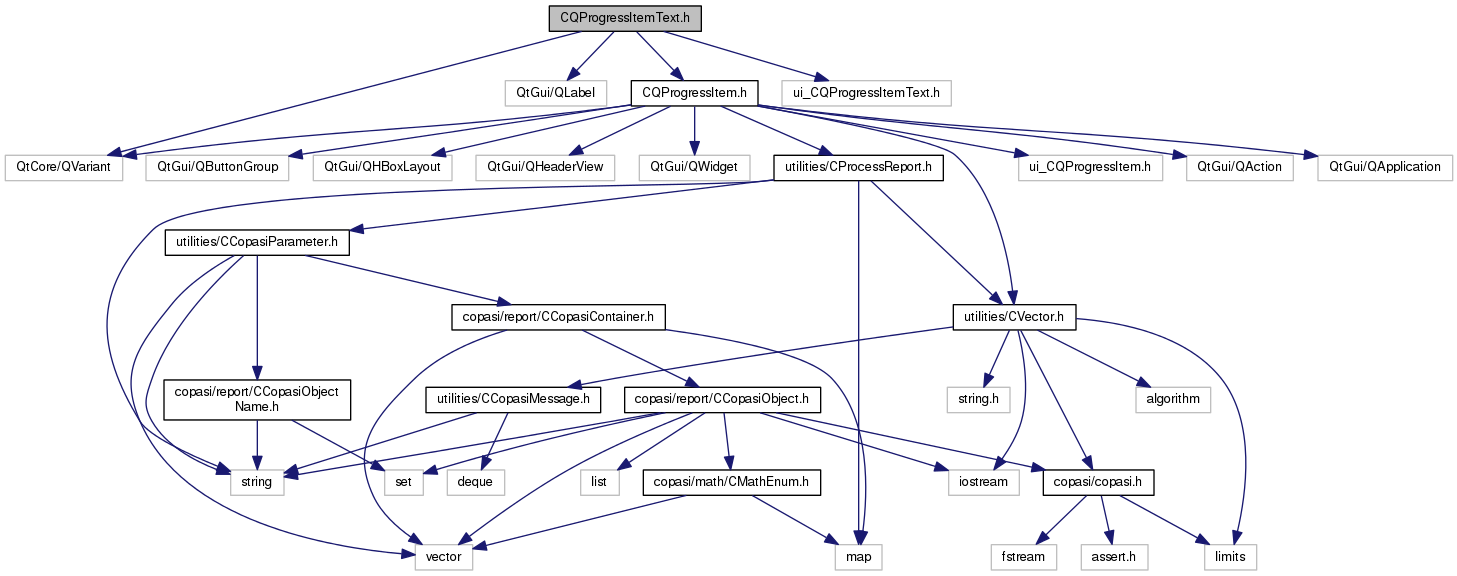 CQProgressItemText.h
QtGui/QLabel
CQProgressItem.h
ui_CQProgressItemText.h
QtCore/QVariant
QtGui/QButtonGroup
QtGui/QHBoxLayout
QtGui/QHeaderView
QtGui/QWidget
utilities/CProcessReport.h
ui_CQProgressItem.h
QtGui/QAction
QtGui/QApplication
utilities/CCopasiParameter.h
copasi/report/CCopasiContainer.h
utilities/CVector.h
copasi/report/CCopasiObject
Name.h
utilities/CCopasiMessage.h
copasi/report/CCopasiObject.h
string.h
algorithm
string
set
deque
list
copasi/math/CMathEnum.h
iostream
copasi/copasi.h
vector
map
fstream
assert.h
limits